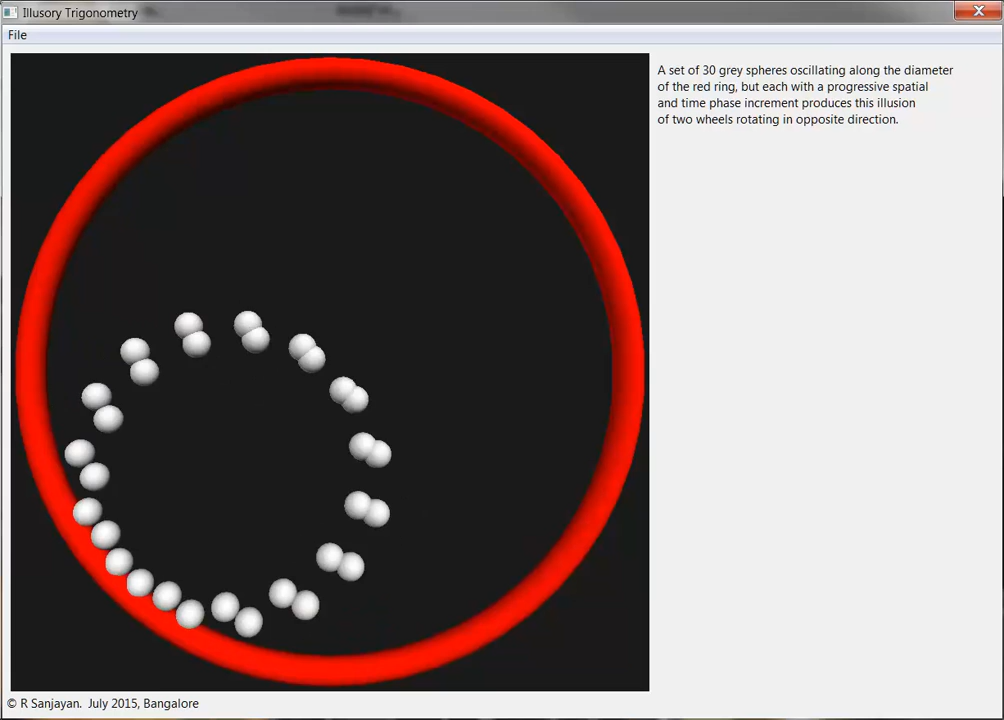 Illusory Trigonometry
File
A set of 30 grey spheres oscillating along the diameter
of the red ring, but each with a progressive spatial
and time phase increment produces this illusion
of two wheels rotating in opposite direction.
© R Sanjayan.  July 2015, Bangalore